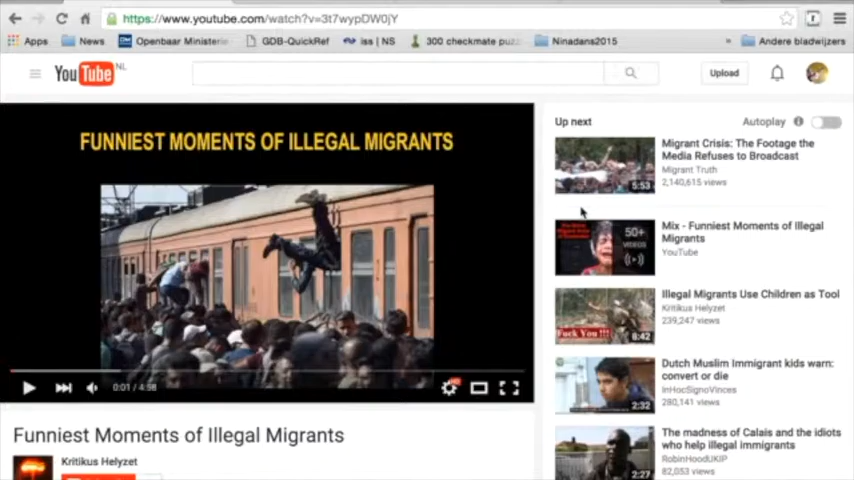 https://www.youtube.com/watch?v=3t7wypDW0jY
Apps News Openbaar Ministerie GDB-QuickRef iss | NS 300 checkmate puz Ninadans2015 » Andere bladwijzers
YouTube NL Upload
FUNNIEST MOMENTS OF ILLEGAL MIGRANTS
0:01 / 4:58
Funniest Moments of Illegal Migrants
Kritikus Helyzet
Up next Autoplay
Migrant Crisis: The Footage the
Media Refuses to Broadcast
Migrant Truth
2,140,615 views
5:53
Mix - Funniest Moments of Illegal
Migrants
YouTube
50+
VIDEOS
Illegal Migrants Use Children as Tool
Kritikus Helyzet
239,247 views
Fuck You !!!
8:42
Dutch Muslim Immigrant kids warn:
convert or die
InHocSignoVinces
280,141 views
2:32
The madness of Calais and the idiots
who help illegal immigrants
RobinHoodUKIP
82,053 views
2:27